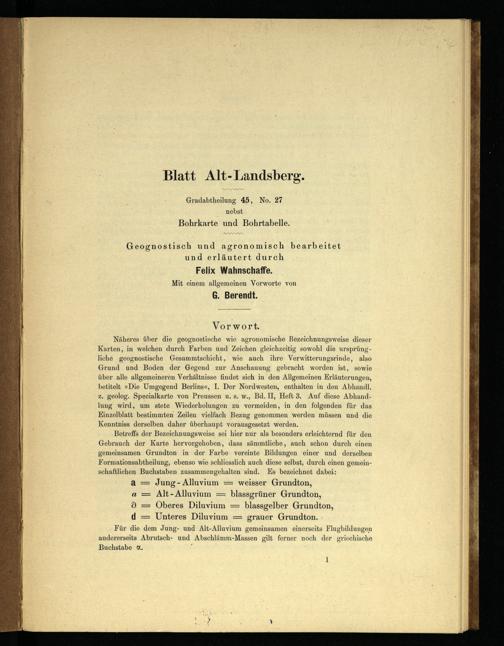 Blatt Alt-Landsberg.
Gradabtheilung 45, No. 27
nebst
Bohrkarte und Bohrtabelle.
Geognostisch und agronomisch bearbeitet
und erläutert durch
Felix Wahnschaffe.
Mit einem allgemeinen Vorworte von
G. Berendt.
Vorwort.
Näheres über die geognostische wie agronomische Bezeichnungsweise dieser
Karten, in welchen durch Farben und Zeichen gleichzeitig sowohl die ursprüng-
liche geognostische Gesammtschicht, wie auch ihre Verwitterungsrinde, also
Grund und Boden der Gegend zur Anschauung gebracht worden ist, sowie
über alle allgemeineren Verhältnisse findet sich in den Allgemeinen Erläuterungen,
betitelt »Die Umgegend Berlins«, I. Der Nordwesten, enthalten in den Abhandl.
z. geolog. Specialkarte von Preussen u. s. w., Bd. II, Heft 3. Auf diese Abhand-
lung wird, um stete Wiederholungen zu vermeiden, in den folgenden für das
Einzelblatt bestimmten Zeilen vielfach Bezug genommen werden müssen und die
Kenntniss derselben daher überhaupt vorausgesetzt werden.
Betreffs der Bezeichnungsweise sei hier nur als besonders erleichternd für den
Gebrauch der Karte hervorgehoben, dass sämmtliche, auch schon durch einen
gemeinsamen Grundton in der Farbe vereinte Bildungen einer und derselben
Formationsabtheilung, ebenso wie schliesslich auch diese selbst, durch einen gemein-
schaftlichen Buchstaben zusammengehalten sind. Es bezeichnet dabei:
a = Jung-Alluvium = weisser Grundton,
a = Alt-Alluvium = blassgrüner Grundton,
∂ = Oberes Diluvium = blassgelber Grundton,
d = Unteres Diluvium = grauer Grundton.
Für die dem Jung- und Alt-Alluvium gemeinsamen einerseits Flugbildungen
andererseits Abrutsch- und Abschlämm-Massen gilt ferner noch der griechische
Buchstabe α.
1